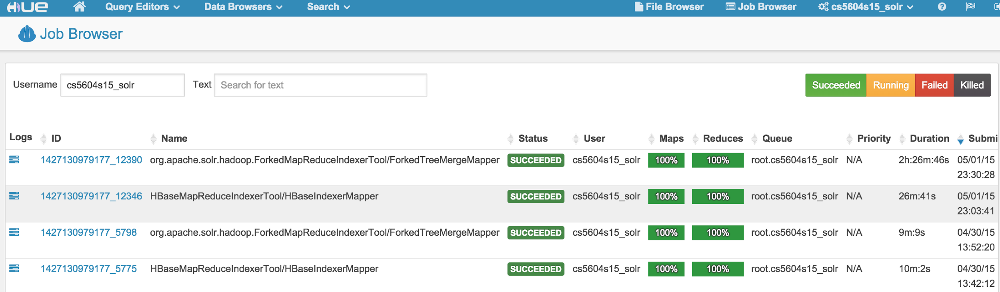 HUE Query Editors Data Browsers Search File Browser Job Browser cs5604s15_solr ?
Job Browser
Username cs5604s15_solr Text Search for text Succeeded Running Failed Killed
Logs ID Name Status User Maps Reduces Queue Priority Duration Submi
1427130979177_12390 org.apache.solr.hadoop.ForkedMapReduceIndexerTool/ForkedTreeMergeMapper SUCCEEDED cs5604s15_solr 100% 100% root.cs5604s15_solr N/A 2h:26m:46s 05/01/15
23:30:28
1427130979177_12346 HBaseMapReduceIndexerTool/HBaseIndexerMapper SUCCEEDED cs5604s15_solr 100% 100% root.cs5604s15_solr N/A 26m:41s 05/01/15
23:03:41
1427130979177_5798 org.apache.solr.hadoop.ForkedMapReduceIndexerTool/ForkedTreeMergeMapper SUCCEEDED cs5604s15_solr 100% 100% root.cs5604s15_solr N/A 9m:9s 04/30/15
13:52:20
1427130979177_5775 HBaseMapReduceIndexerTool/HBaseIndexerMapper SUCCEEDED cs5604s15_solr 100% 100% root.cs5604s15_solr N/A 10m:2s 04/30/15
13:42:12